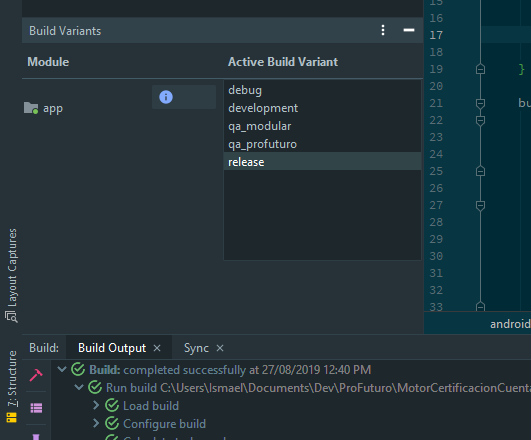 Build Variants
Module
Active Build Variant
app
debug
development
qa_modular
qa_profuturo
release
15
16
17
18
19 }
20
21 bu
22
23
24
25
26
27
28
29
30
31
32
33
android
Layout Captures
Z: Structure
Build: Build Output Sync
Build: completed successfully at 27/08/2019 12:40 PM
Run build C:\Users\Ismael\Documents\Dev\ProFuturo\MotorCertificacionCuenta
Load build
Configure build